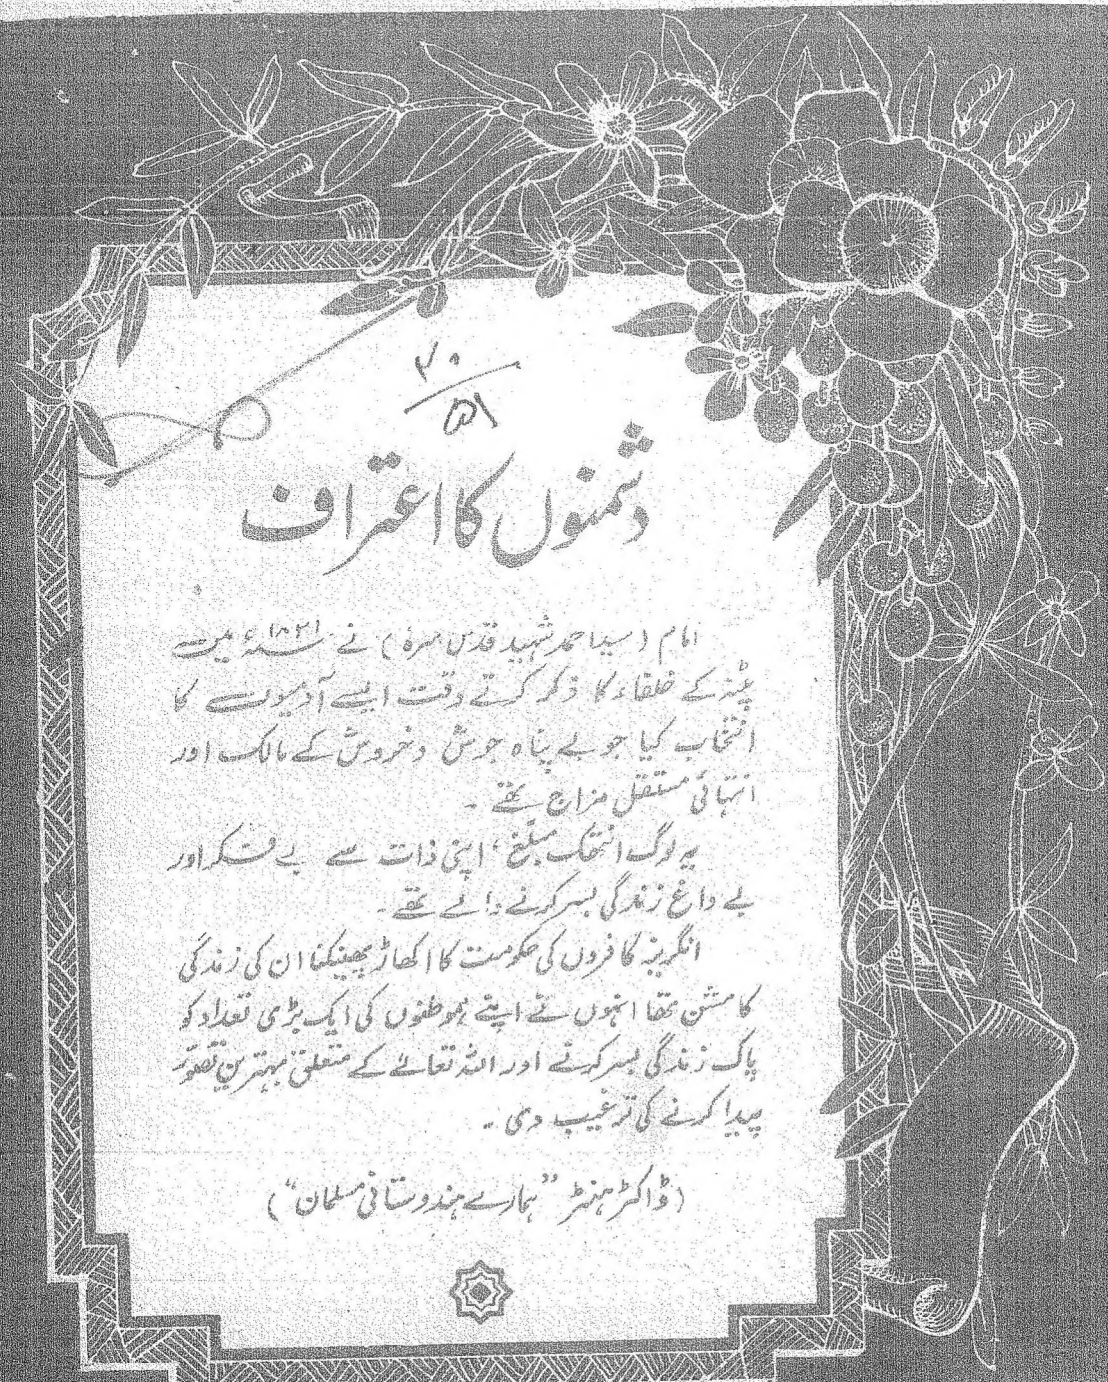 ۲۰
۵۱
دشمنوں کا اعتراف
امام (سید احمد شہید قدس سرہٗ) نے ۱۸۲۱ء میں
پٹنہ کے خلفاء کا ذکر کرتے وقت ایسے آدمیوں کا
انتخاب کیا جو بے پناہ جوش و خروش کے مالک اور
انتہائی مستقل مزاج تھے ۔
یہ لوگ انتھک مبلغ، اپنی ذات سے بے فکر اور
بے داغ زندگی بسر کرنے والے تھے ۔
انگریز کافروں کی حکومت کا اکھاڑ پھینکنا ان کی زندگی
کا مشن تھا انہوں نے اپنے ہموطنوں کی ایک بڑی تعداد کو
پاک زندگی بسر کرنے اور اللہ تعالےٰ کے متعلق بہترین تصوّر
پیدا کرنے کی ترغیب دی ۔
(ڈاکٹر ہنٹر "ہمارے ہندوستانی مسلمان")